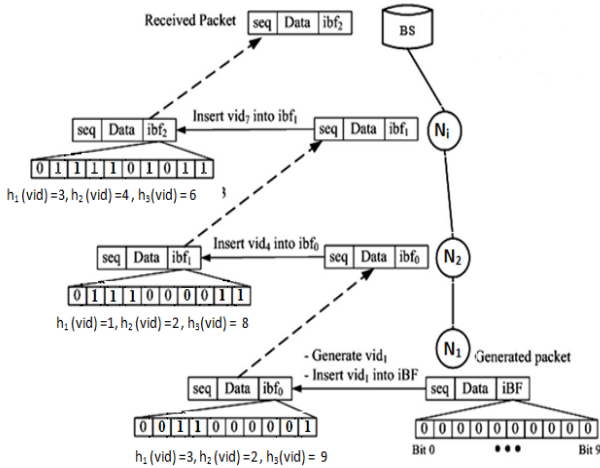 Received Packet seq Data ibf₂ BS
Insert vid₇ into ibf₁
seq Data ibf₂ seq Data ibf₁ Nᵢ
0 1 1 1 1 0 1 0 1 1
h₁ (vid) =3, h₂ (vid) =4 , h₃(vid) = 6 3
Insert vid₄ into ibf₀
seq Data ibf₁ seq Data ibf₀ N₂
0 1 1 1 0 0 0 0 1 1
h₁ (vid) =1, h₂ (vid) =2, h₃(vid) = 8
N₁
- Generate vid₁ Generated packet
- Insert vid₁ into iBF
seq Data ibf₀ seq Data iBF
0 0 1 1 0 0 0 0 0 1 0 0 0 0 0 0 0 0 0 0
Bit 0 ••• Bit 9
h₁ (vid) =3, h₂ (vid) =2, h₃(vid) = 9